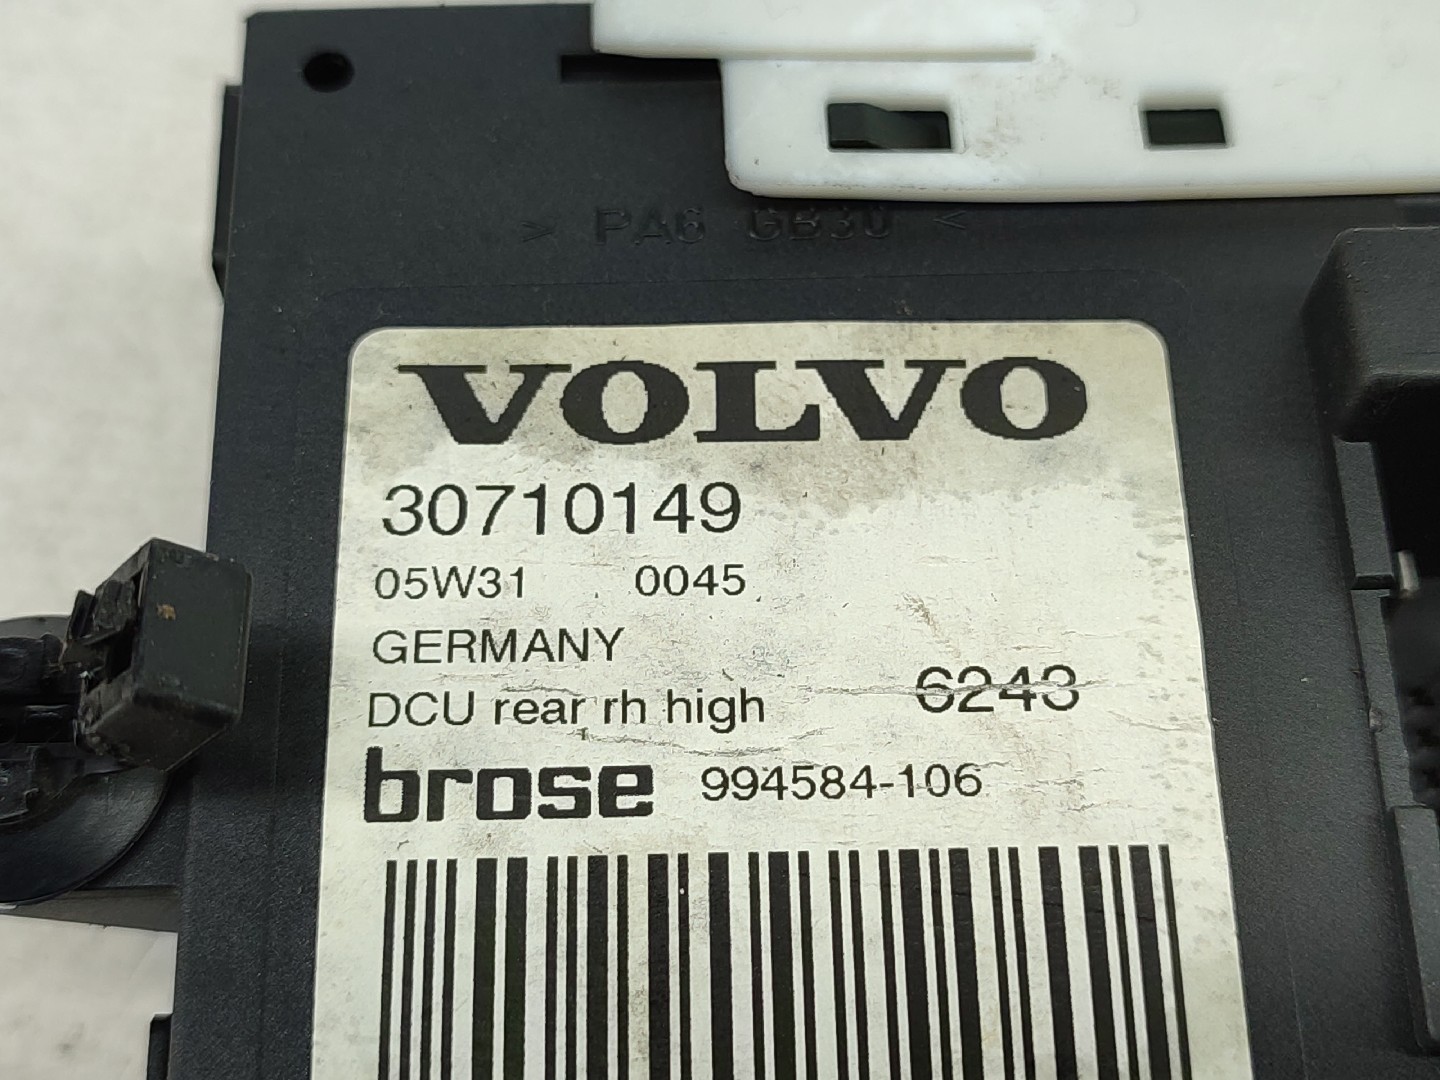 > PA6 GB30 <
VOLVO
30710149
05W31 0045
GERMANY
DCU rear rh high 6243
brose 994584-106